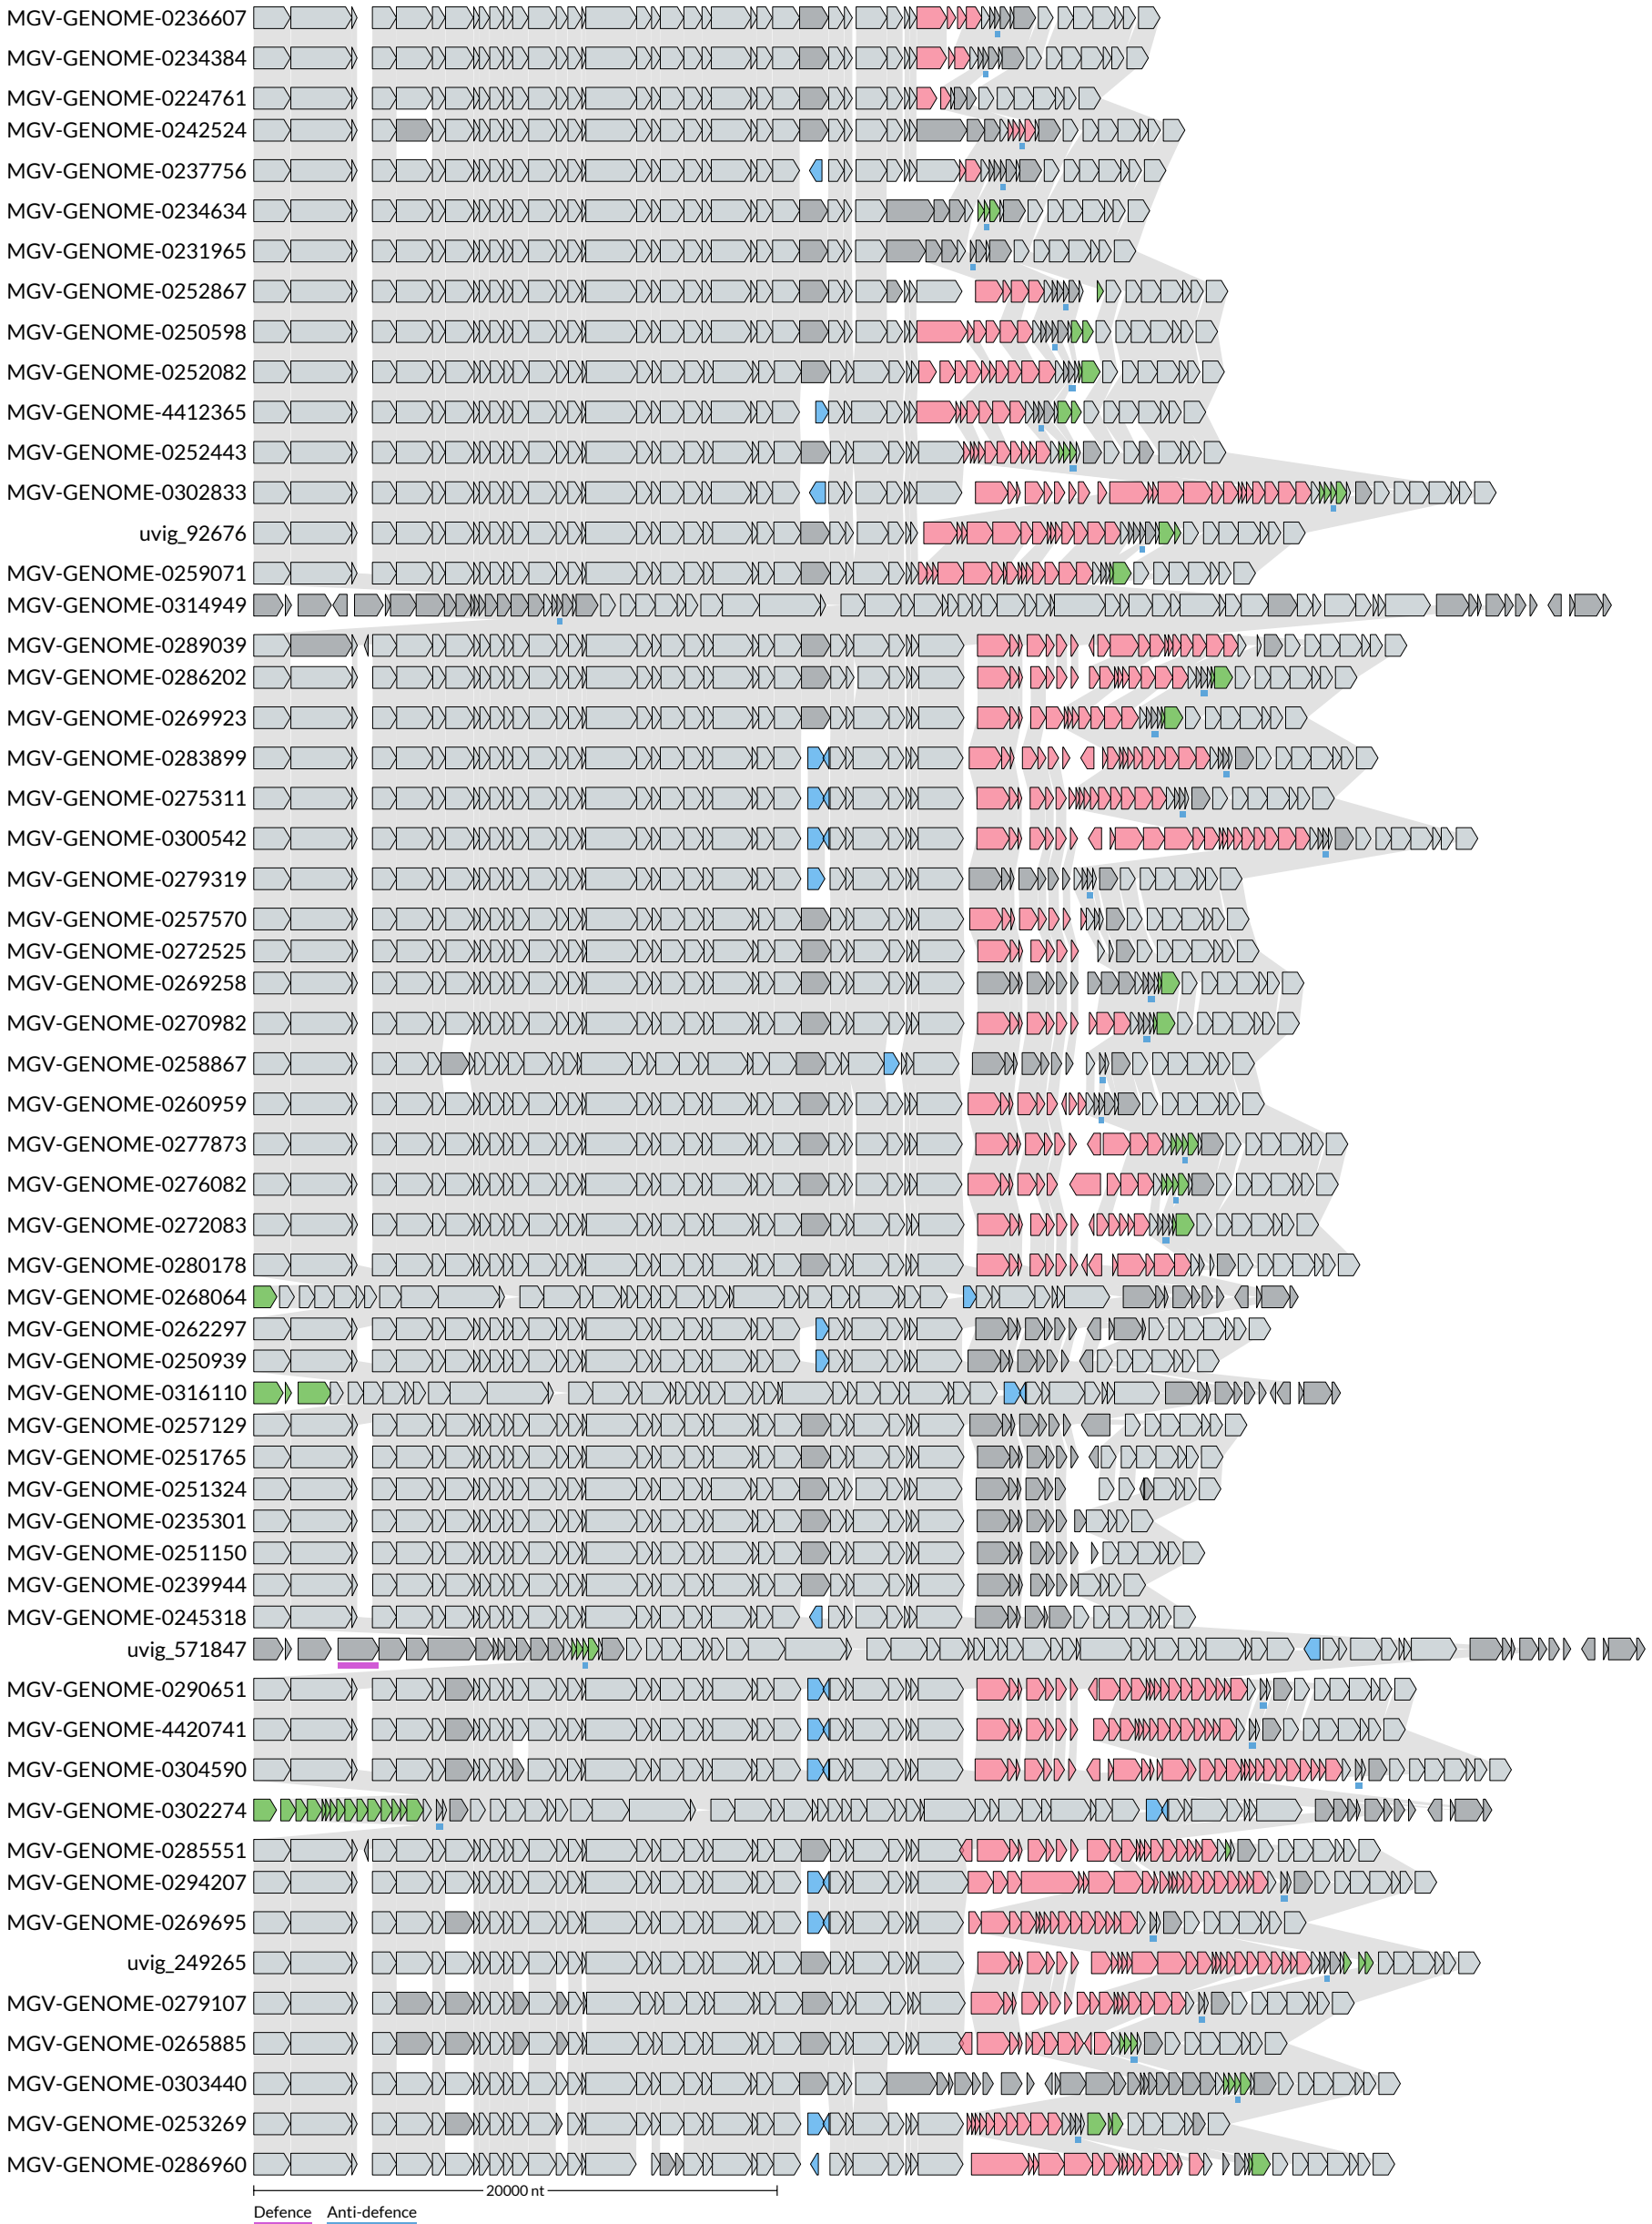 MGV-GENOME-0236607
MGV-GENOME-0234384
MGV-GENOME-0224761
MGV-GENOME-0242524
MGV-GENOME-0237756
MGV-GENOME-0234634
MGV-GENOME-0231965
MGV-GENOME-0252867
MGV-GENOME-0250598
MGV-GENOME-0252082
MGV-GENOME-4412365
MGV-GENOME-0252443
MGV-GENOME-0302833
uvig_92676
MGV-GENOME-0259071
MGV-GENOME-0314949
MGV-GENOME-0289039
MGV-GENOME-0286202
MGV-GENOME-0269923
MGV-GENOME-0283899
MGV-GENOME-0275311
MGV-GENOME-0300542
MGV-GENOME-0279319
MGV-GENOME-0257570
MGV-GENOME-0272525
MGV-GENOME-0269258
MGV-GENOME-0270982
MGV-GENOME-0258867
MGV-GENOME-0260959
MGV-GENOME-0277873
MGV-GENOME-0276082
MGV-GENOME-0272083
MGV-GENOME-0280178
MGV-GENOME-0268064
MGV-GENOME-0262297
MGV-GENOME-0250939
MGV-GENOME-0316110
MGV-GENOME-0257129
MGV-GENOME-0251765
MGV-GENOME-0251324
MGV-GENOME-0235301
MGV-GENOME-0251150
MGV-GENOME-0239944
MGV-GENOME-0245318
uvig_571847
MGV-GENOME-0290651
MGV-GENOME-4420741
MGV-GENOME-0304590
MGV-GENOME-0302274
MGV-GENOME-0285551
MGV-GENOME-0294207
MGV-GENOME-0269695
uvig_249265
MGV-GENOME-0279107
MGV-GENOME-0265885
MGV-GENOME-0303440
MGV-GENOME-0253269
MGV-GENOME-0286960
20000 nt
Defence Anti-defence